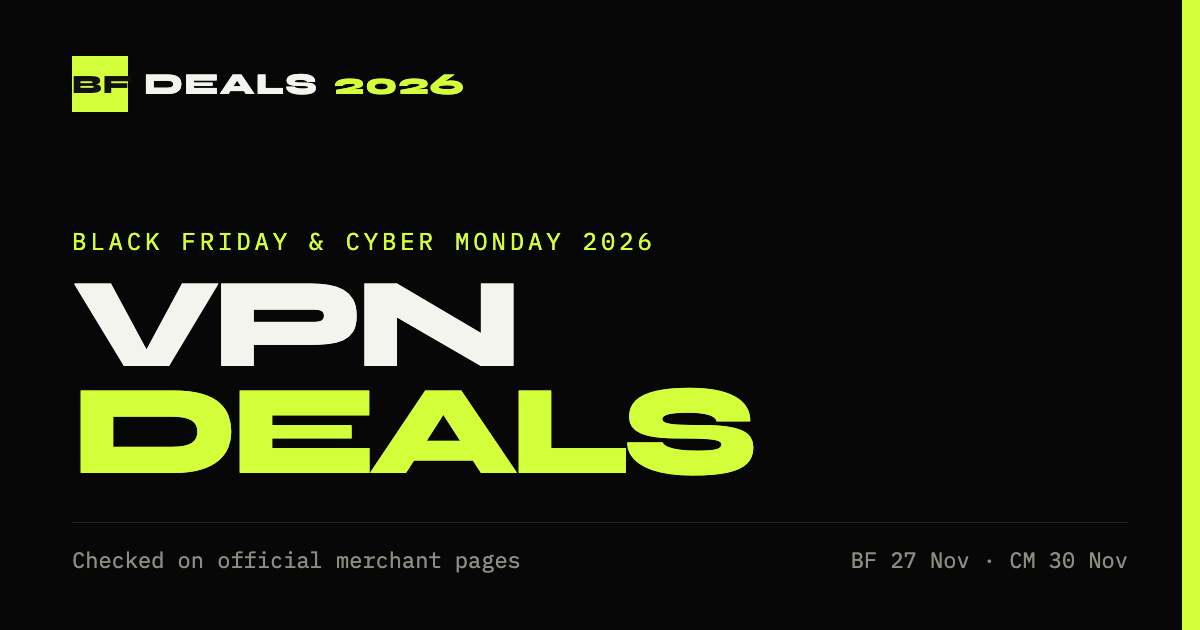 BF DEALS 2026
BLACK FRIDAY & CYBER MONDAY 2026
VPN
DEALS
Checked on official merchant pages
BF 27 Nov · CM 30 Nov